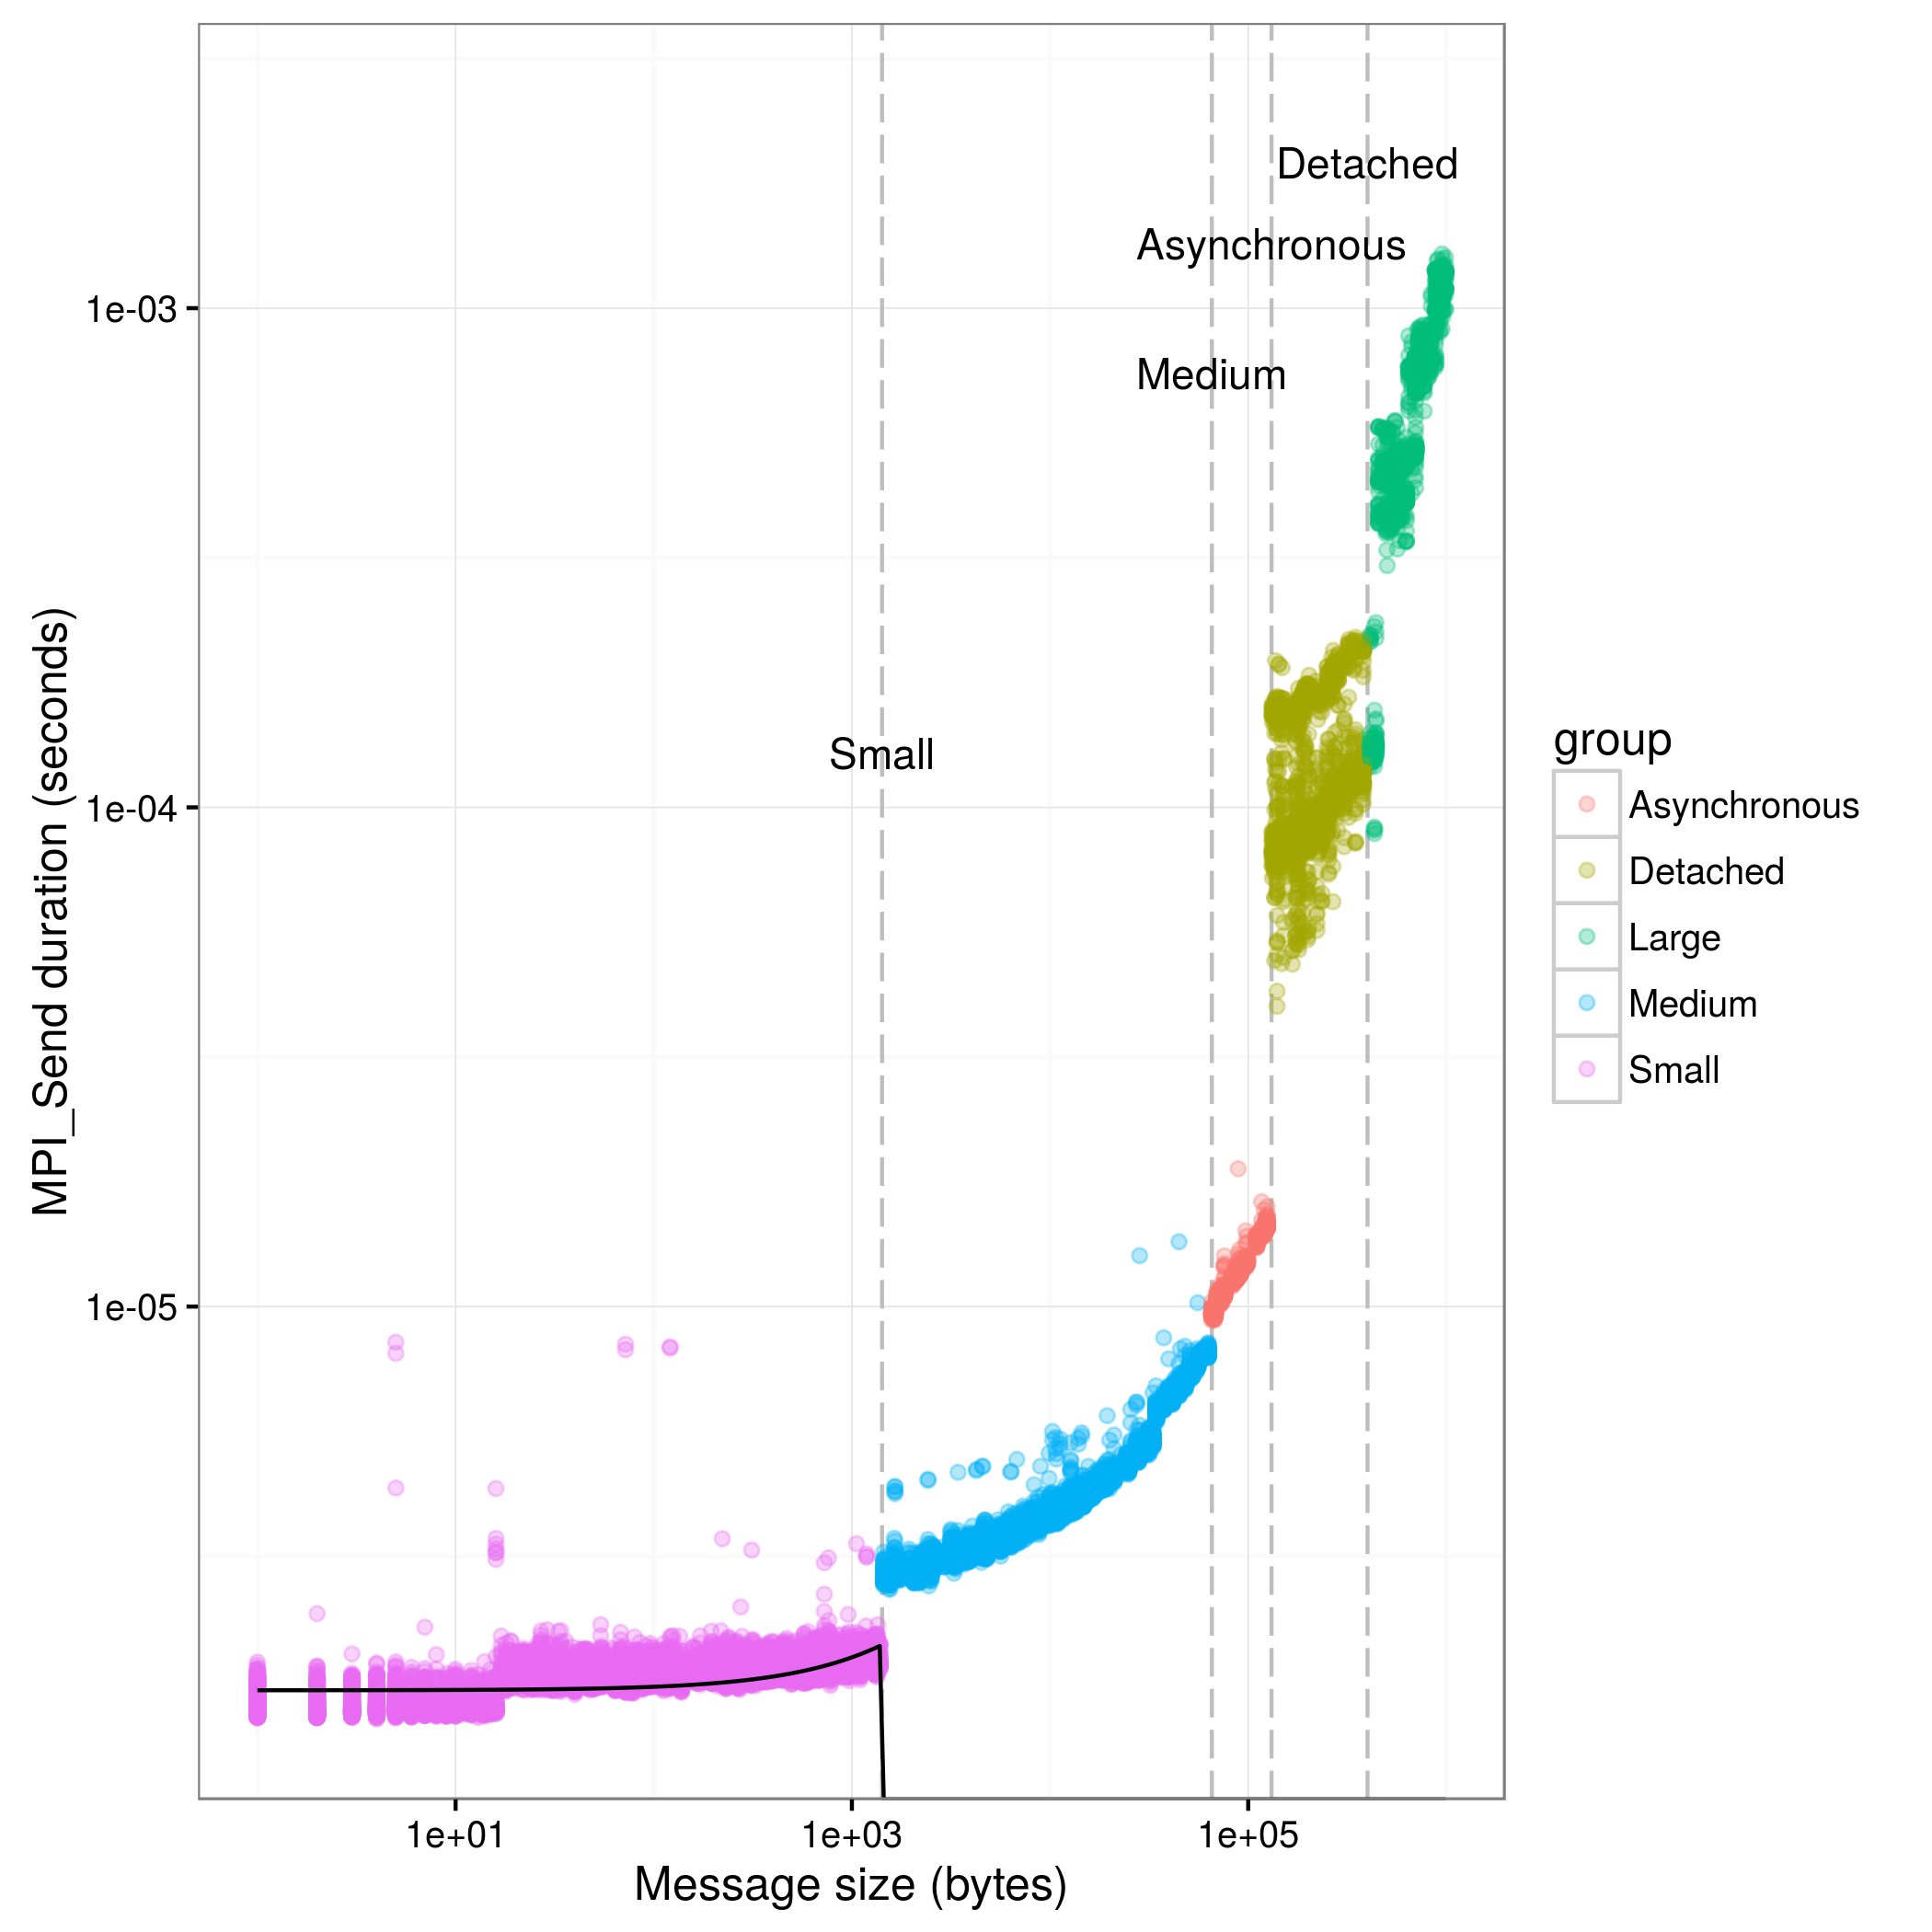 Detached
Asynchronous
1e-03
Medium
Small
1e-04
1e-05
MPI_Send duration (seconds)
1e+01
1e+03
1e+05
Message size (bytes)
group
Asynchronous
Detached
Large
Medium
Small